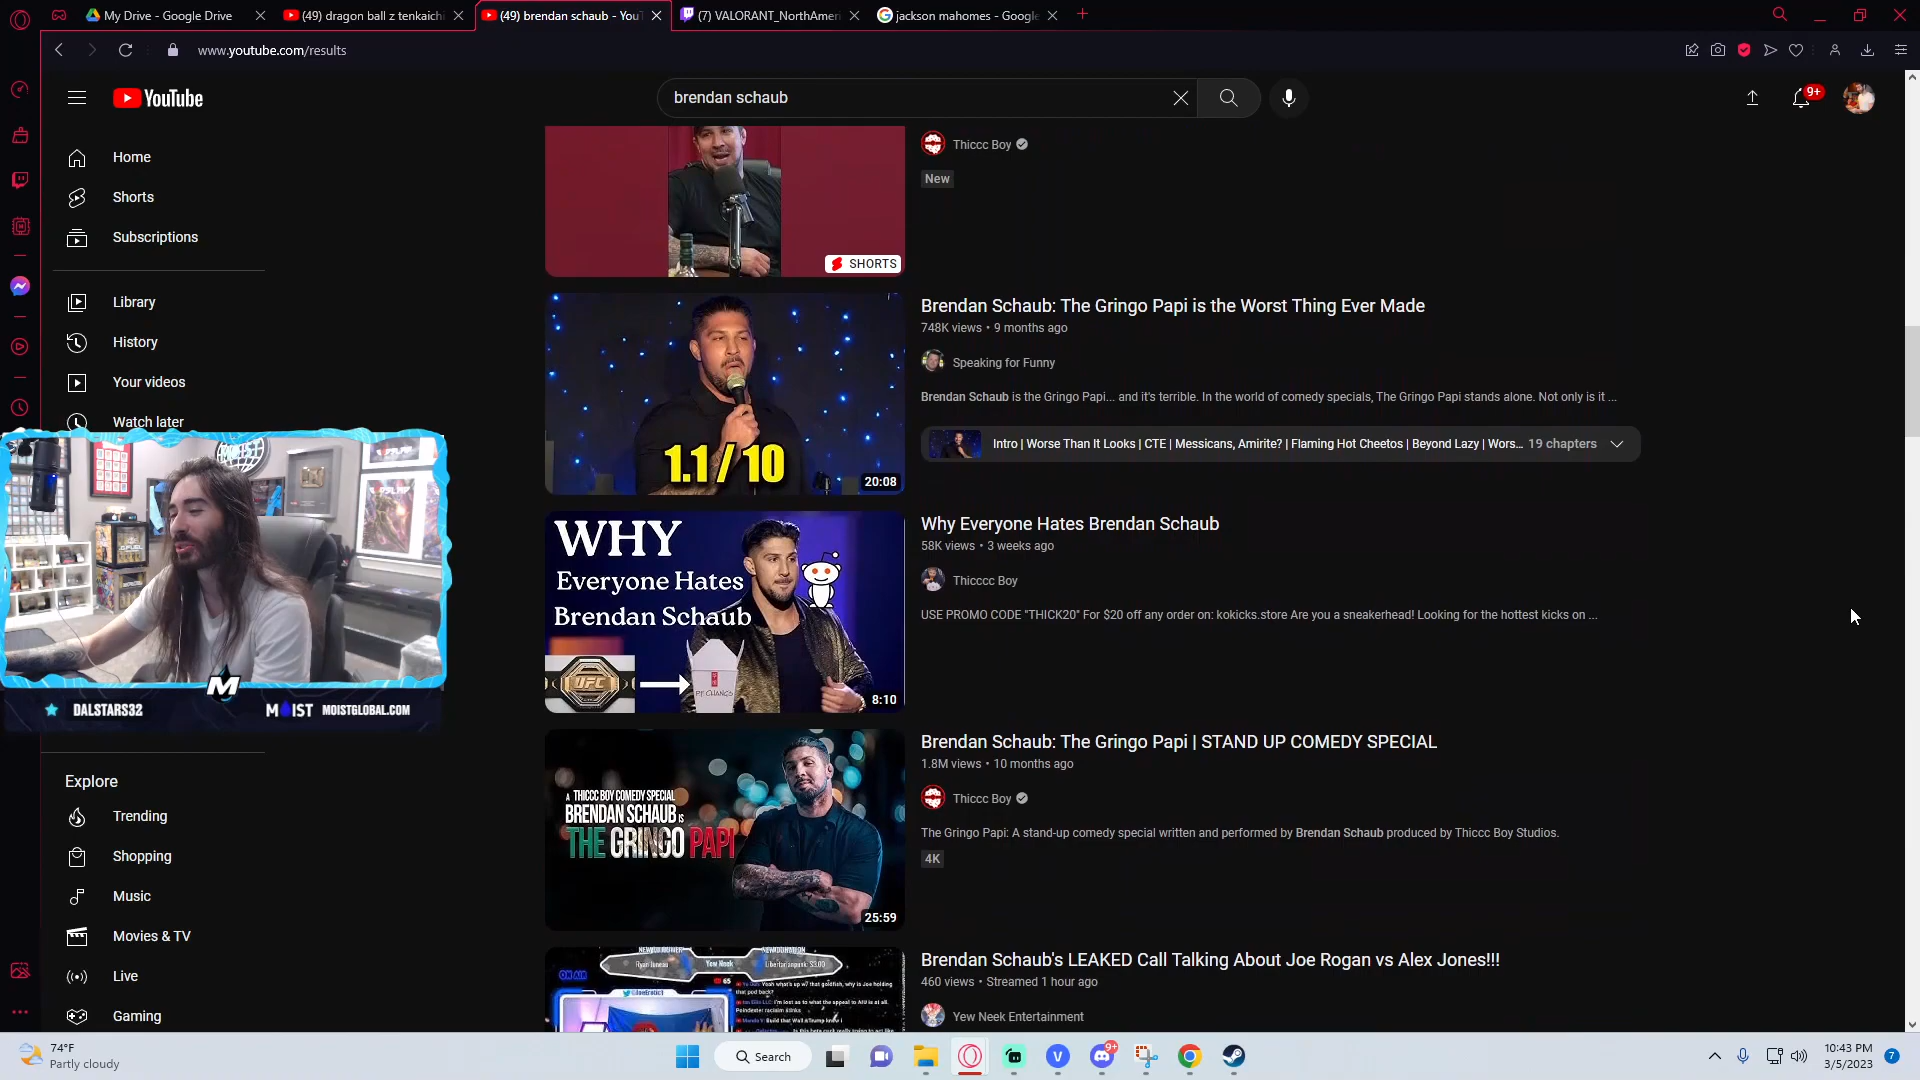 My Drive - Google Drive
(49) dragon ball z tenkaichi
(49) brendan schaub - YouT
(7) VALORANT_NorthAmeri
jackson mahomes - Google
www.youtube.com/results
YouTube
brendan schaub
9+
Home
Shorts
Subscriptions
Library
History
Your videos
Watch later
DALSTARS32
MOIST MOISTGLOBAL.COM
Explore
Trending
Shopping
Music
Movies & TV
Live
Gaming
SHORTS
Thiccc Boy
New
1.1 / 10
20:08
Brendan Schaub: The Gringo Papi is the Worst Thing Ever Made
748K views • 9 months ago
Speaking for Funny
Brendan Schaub is the Gringo Papi... and it's terrible. In the world of comedy specials, The Gringo Papi stands alone. Not only is it ...
Intro | Worse Than It Looks | CTE | Messicans, Amirite? | Flaming Hot Cheetos | Beyond Lazy | Wors... 19 chapters
WHY
Everyone Hates
Brendan Schaub
UFC
P.F. CHANG'S
8:10
Why Everyone Hates Brendan Schaub
58K views • 3 weeks ago
Thicccc Boy
USE PROMO CODE "THICK20" For $20 off any order on: kokicks.store Are you a sneakerhead! Looking for the hottest kicks on ...
A THICCC BOY COMEDY SPECIAL
BRENDAN SCHAUB IS
THE GRINGO PAPI
25:59
Brendan Schaub: The Gringo Papi | STAND UP COMEDY SPECIAL
1.8M views • 10 months ago
Thiccc Boy
The Gringo Papi: A stand-up comedy special written and performed by Brendan Schaub produced by Thiccc Boy Studios.
4K
ON AIR
Yew Neek
Brendan Schaub's LEAKED Call Talking About Joe Rogan vs Alex Jones!!!
460 views • Streamed 1 hour ago
Yew Neek Entertainment
74°F
Partly cloudy
Search
9+
10:43 PM
3/5/2023
7